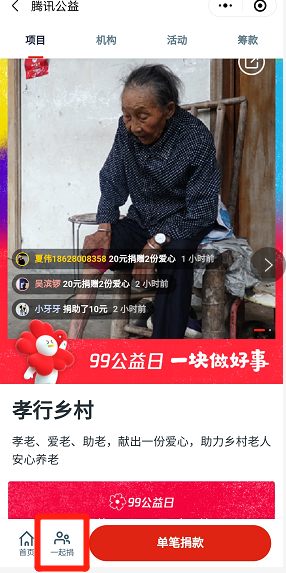 腾讯公益
项目 机构 活动 筹款
夏伟18628008358 20元捐赠2份爱心 1 小时前
吴滨锣 20元捐赠2份爱心 2 小时前
小牙牙 捐助了10元 2 小时前
99公益日 一块做好事
孝行乡村
孝老、爱老、助老，献出一份爱心，助力乡村老人
安心养老
99公益日
首页 一起捐 单笔捐款